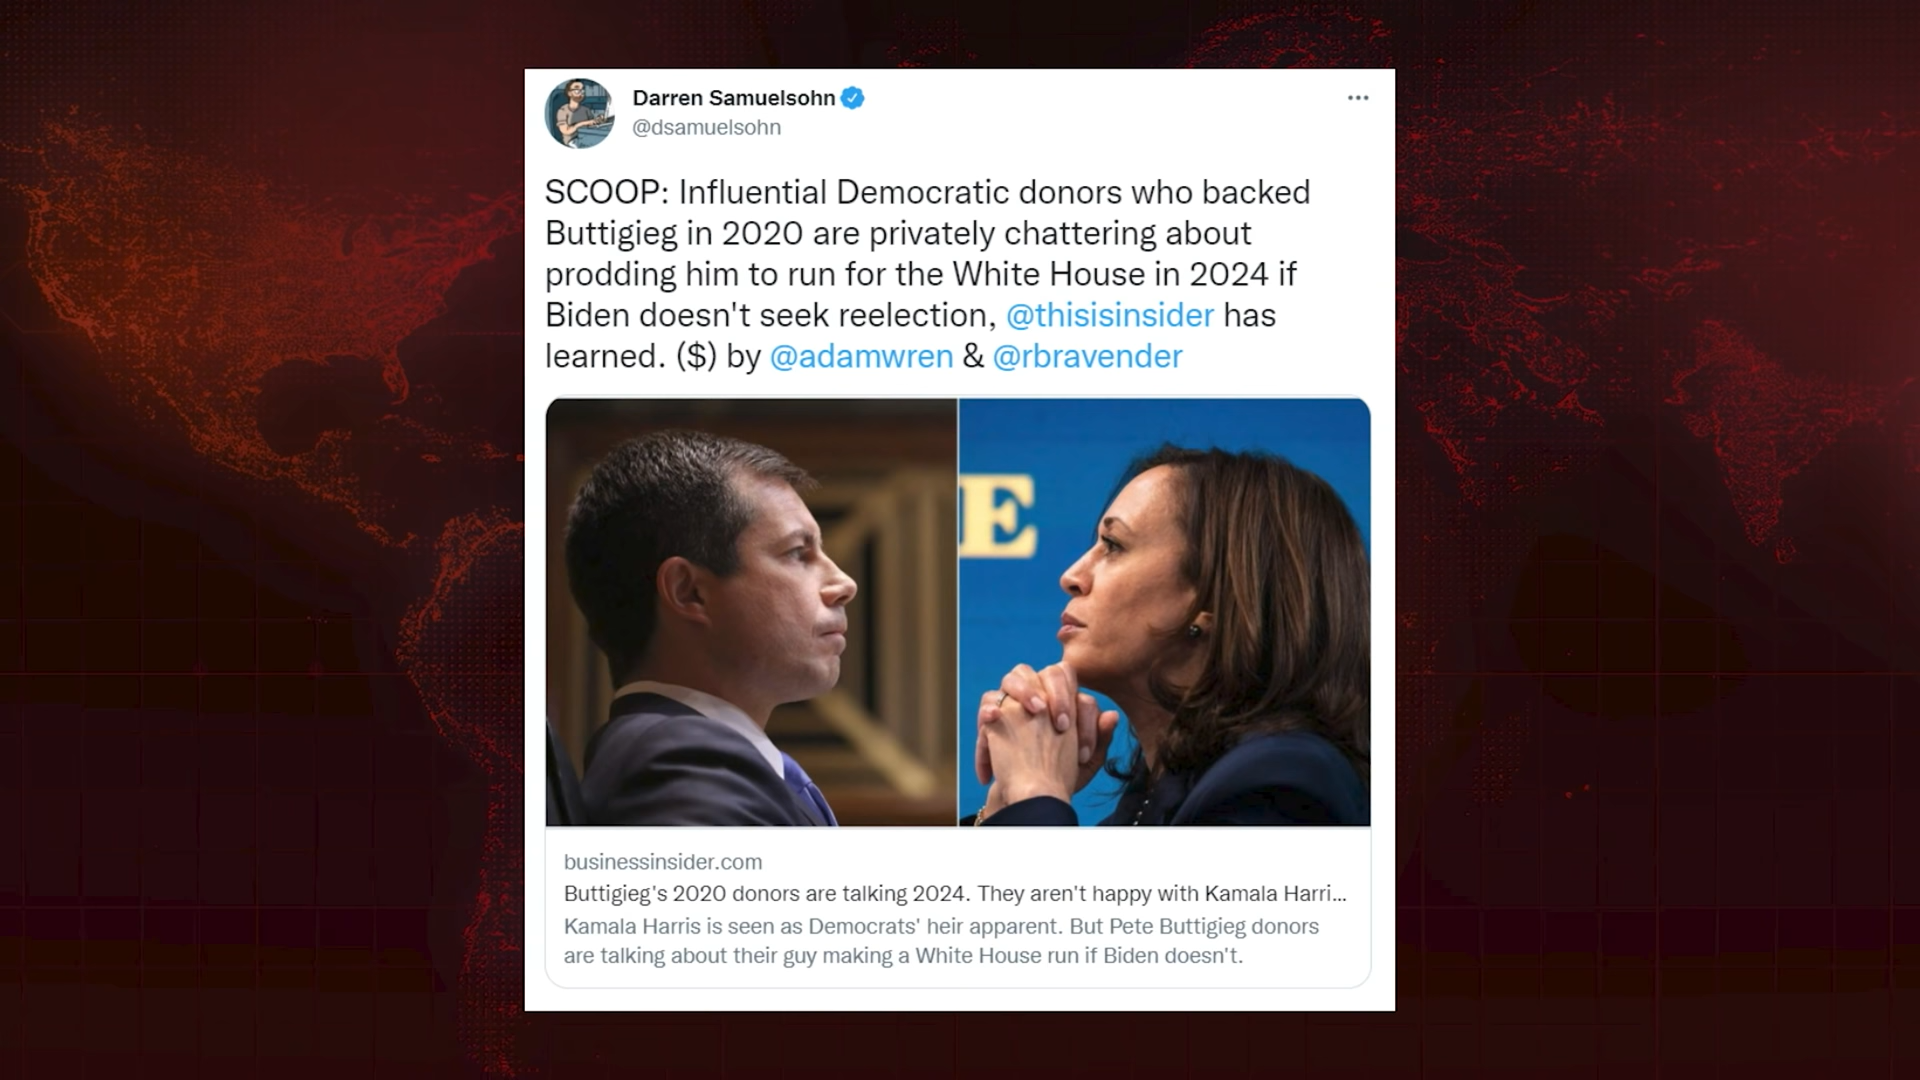 Darren Samuelsohn
@dsamuelsohn
SCOOP: Influential Democratic donors who backed
Buttigieg in 2020 are privately chattering about
prodding him to run for the White House in 2024 if
Biden doesn't seek reelection, @thisisinsider has
learned. ($) by @adamwren & @rbravender
E
businessinsider.com
Buttigieg's 2020 donors are talking 2024. They aren't happy with Kamala Harri...
Kamala Harris is seen as Democrats' heir apparent. But Pete Buttigieg donors
are talking about their guy making a White House run if Biden doesn't.